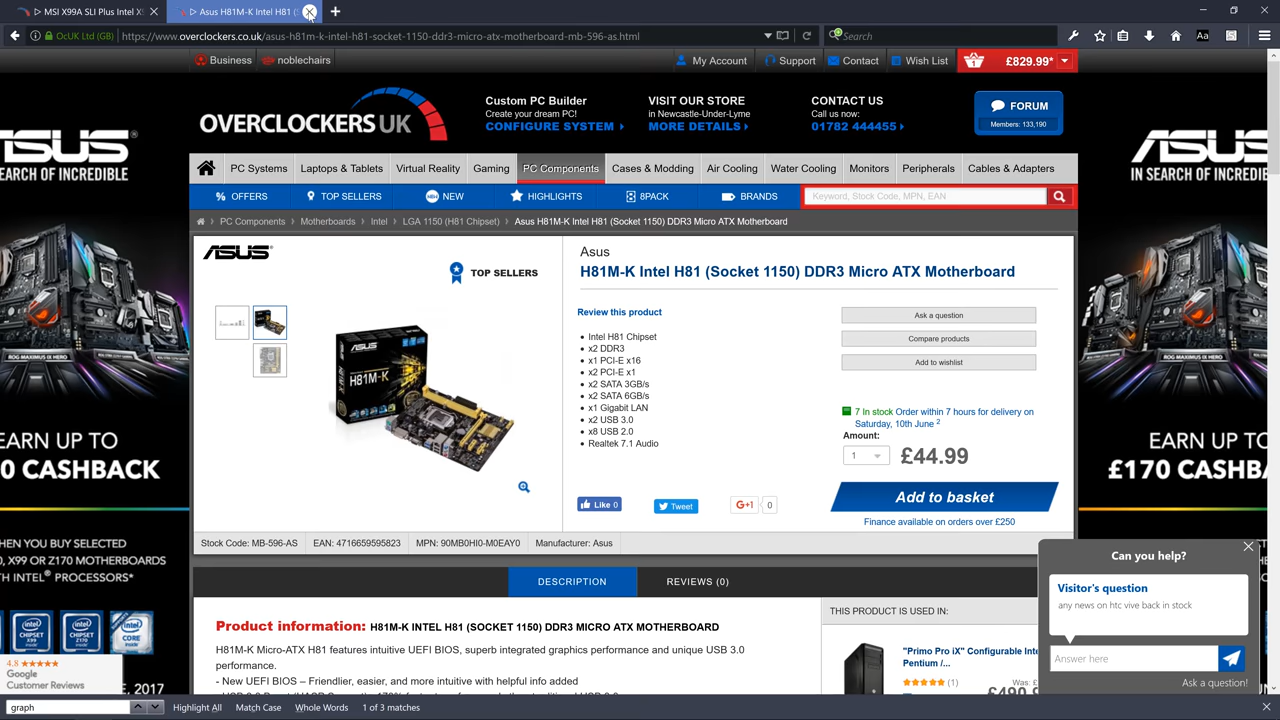 ▷ MSI X99A SLI Plus Intel X
▷ Asus H81M-K Intel H81 (
OcUK Ltd (GB)
https://www.overclockers.co.uk/asus-h81m-k-intel-h81-socket-1150-ddr3-micro-atx-motherboard-mb-596-as.html
Search
Business
noblechairs
My Account
Support
Contact
Wish List
£829.99*
OVERCLOCKERS UK
Custom PC Builder
Create your dream PC!
CONFIGURE SYSTEM
VISIT OUR STORE
in Newcastle-Under-Lyme
MORE DETAILS
CONTACT US
Call us now:
01782 444455
FORUM
Members: 133,190
PC Systems
Laptops & Tablets
Virtual Reality
Gaming
PC Components
Cases & Modding
Air Cooling
Water Cooling
Monitors
Peripherals
Cables & Adapters
% OFFERS
TOP SELLERS
NEW
HIGHLIGHTS
8PACK
BRANDS
Keyword, Stock Code, MPN, EAN
PC Components › Motherboards › Intel › LGA 1150 (H81 Chipset) › Asus H81M-K Intel H81 (Socket 1150) DDR3 Micro ATX Motherboard
ASUS
IN SEARCH OF INCREDIBLE
EARN UP TO
0 CASHBACK
HEN YOU BUY SELECTED
0, X99 OR Z170 MOTHERBOARDS
TH INTEL® PROCESSORS*
CHIPSET
X99
CHIPSET
Z170
CORE
E, 2017
4.8 ★★★★★
Google
Customer Reviews
ASUS
TOP SELLERS
H81M-K
Asus
H81M-K Intel H81 (Socket 1150) DDR3 Micro ATX Motherboard
Review this product
• Intel H81 Chipset
• x2 DDR3
• x1 PCI-E x16
• x2 PCI-E x1
• x2 SATA 3GB/s
• x2 SATA 6GB/s
• x1 Gigabit LAN
• x2 USB 3.0
• x8 USB 2.0
• Realtek 7.1 Audio
Ask a question
Compare products
Add to wishlist
7 In stock Order within 7 hours for delivery on
Saturday, 10th June 2
Amount:
1
£44.99
Add to basket
Finance available on orders over £250
Like 0
Tweet
G+1
0
Stock Code: MB-596-AS
EAN: 4716659595823
MPN: 90MB0HI0-M0EAY0
Manufacturer: Asus
DESCRIPTION
REVIEWS (0)
Product information: H81M-K INTEL H81 (SOCKET 1150) DDR3 MICRO ATX MOTHERBOARD
H81M-K Micro-ATX H81 features intuitive UEFI BIOS, superb integrated graphics performance and unique USB 3.0
performance.
- New UEFI BIOS – Friendlier, easier, and more intuitive with helpful info added
THIS PRODUCT IS USED IN:
"Primo Pro iX" Configurable Inte
Pentium /...
★★★★★ (1)
Was: £
£490.9
ASUS
IN SEARCH OF INCREDIBLE
EARN UP TO
£170 CASHBA
Can you help?
Visitor's question
any news on htc vive back in stock
Answer here
Ask a question!
graph
Highlight All
Match Case
Whole Words
1 of 3 matches